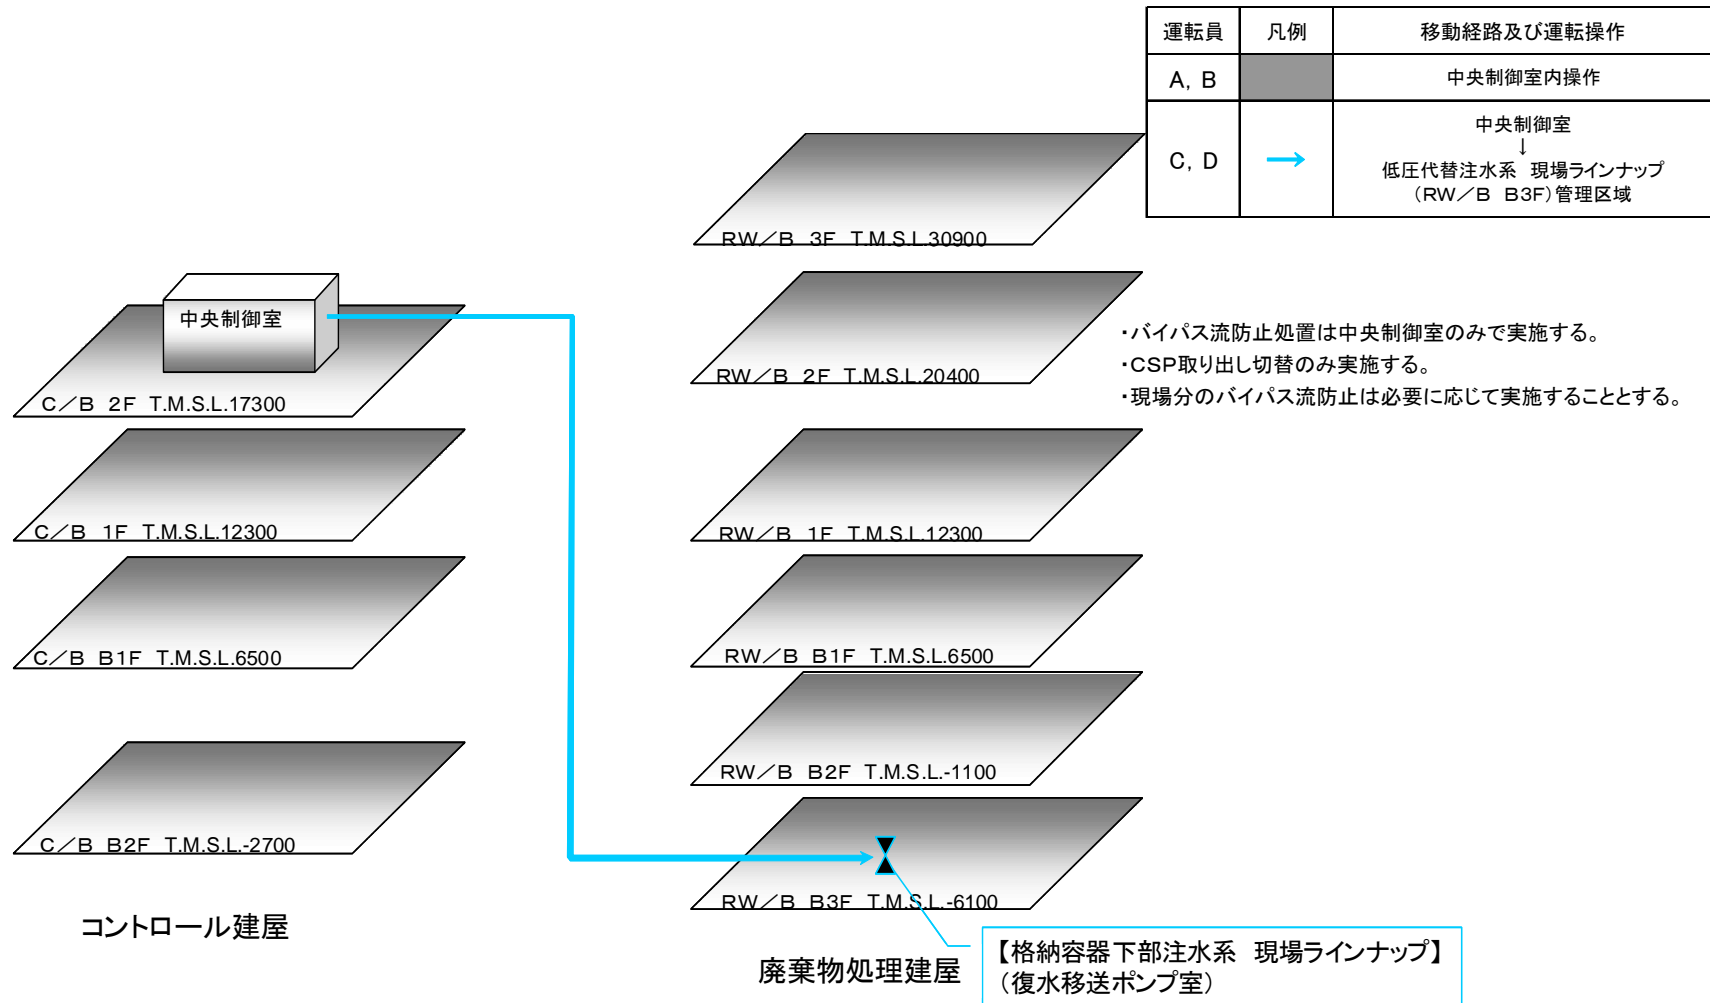 運転員 凡例 移動経路及び運転操作
A, B 中央制御室内操作
C, D → 中央制御室
↓
低圧代替注水系 現場ラインナップ
(RW/B B3F)管理区域
RW/B 3F T.M.S.L.30900
中央制御室
C/B 2F T.M.S.L.17300
RW/B 2F T.M.S.L.20400
・バイパス流防止処置は中央制御室のみで実施する。
・CSP取り出し切替のみ実施する。
・現場分のバイパス流防止は必要に応じて実施することとする。
C/B 1F T.M.S.L.12300
RW/B 1F T.M.S.L.12300
C/B B1F T.M.S.L.6500
RW/B B1F T.M.S.L.6500
RW/B B2F T.M.S.L.-1100
C/B B2F T.M.S.L.-2700
RW/B B3F T.M.S.L.-6100
コントロール建屋
廃棄物処理建屋
【格納容器下部注水系 現場ラインナップ】
(復水移送ポンプ室)